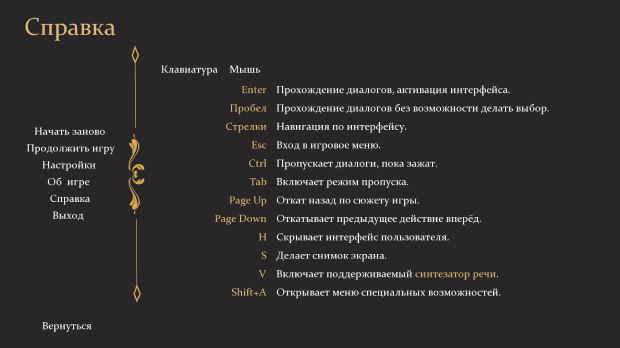 Справка
Клавиатура Мышь
Enter Прохождение диалогов, активация интерфейса.
Пробел Прохождение диалогов без возможности делать выбор.
Стрелки Навигация по интерфейсу.
Esc Вход в игровое меню.
Ctrl Пропускает диалоги, пока зажат.
Tab Включает режим пропуска.
Page Up Откат назад по сюжету игры.
Page Down Откатывает предыдущее действие вперёд.
H Скрывает интерфейс пользователя.
S Делает снимок экрана.
V Включает поддерживаемый синтезатор речи.
Shift+A Открывает меню специальных возможностей.
Начать заново
Продолжить игру
Настройки
Об игре
Справка
Выход
Вернуться